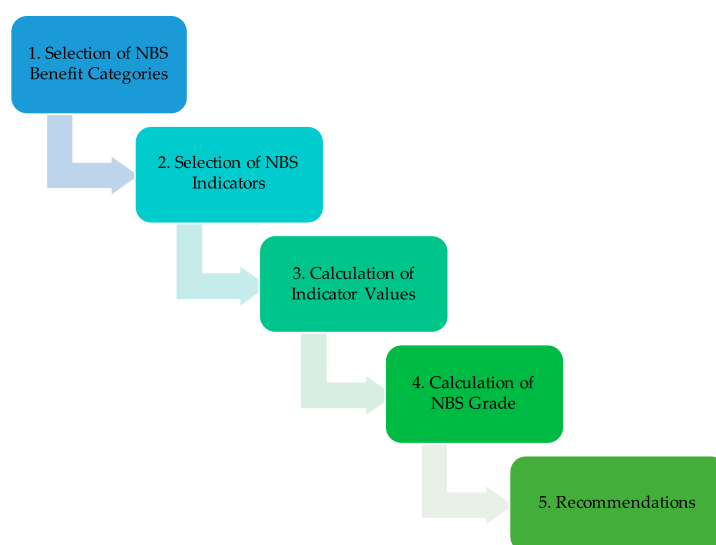 1. Selection of NBS
Benefit Categories
2. Selection of NBS
Indicators
3. Calculation of
Indicator Values
4. Calculation of
NBS Grade
5. Recommendations